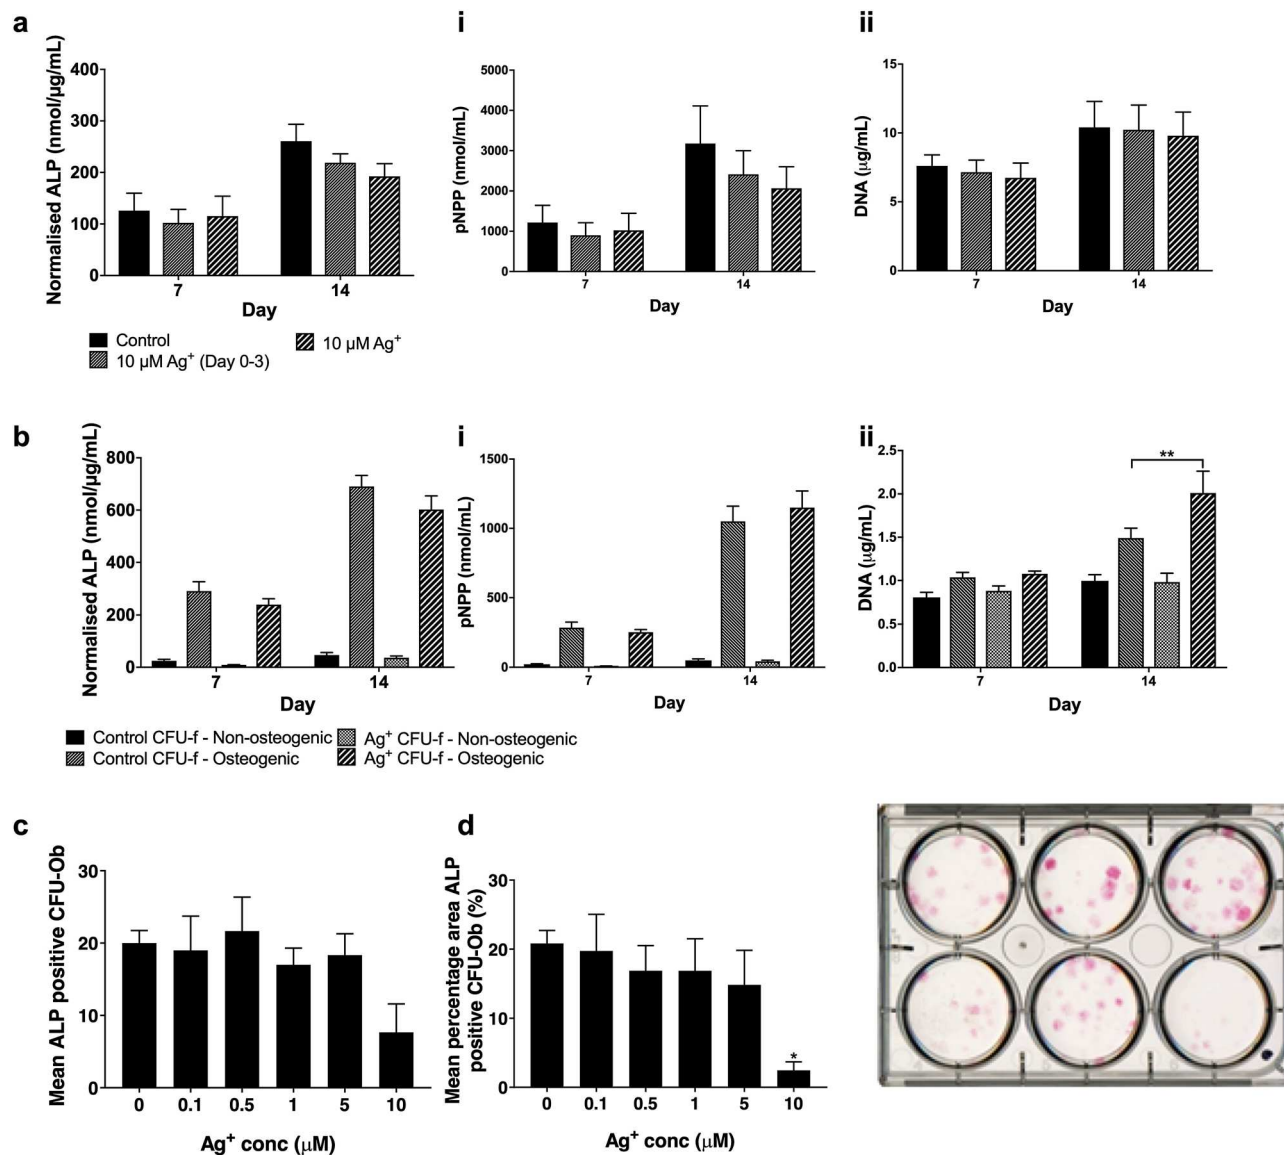 a
Normalised ALP (nmol/µg/mL)
400
300
200
100
0
7
14
Day
Control
10 µM Ag⁺ (Day 0-3)
10 µM Ag⁺
i
pNPP (nmol/mL)
5000
4000
3000
2000
1000
0
7
14
Day
ii
DNA (µg/mL)
15
10
5
0
7
14
Day
b
Normalised ALP (nmol/µg/mL)
800
600
400
200
0
7
14
Day
Control CFU-f - Non-osteogenic
Control CFU-f - Osteogenic
Ag⁺ CFU-f - Non-osteogenic
Ag⁺ CFU-f - Osteogenic
i
pNPP (nmol/mL)
1500
1000
500
0
7
14
Day
ii
DNA (µg/mL)
2.5
2.0
1.5
1.0
0.5
0.0
**
7
14
Day
c
Mean ALP positive CFU-Ob
30
20
10
0
0 0.1 0.5 1 5 10
Ag⁺ conc (µM)
d
Mean percentage area ALP
positive CFU-Ob (%)
30
20
10
0
*
0 0.1 0.5 1 5 10
Ag⁺ conc (µM)